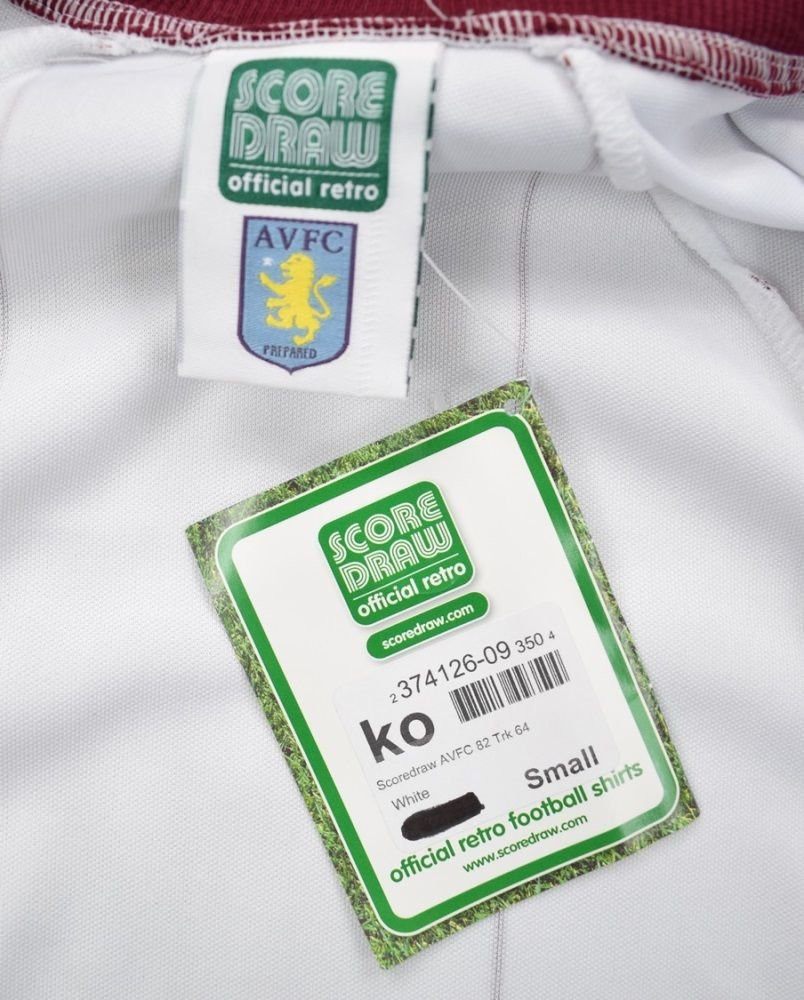 SCORE
DRAW
official retro
AVFC
PREPARED
SCORE
DRAW
official retro
scoredraw.com
2 374126-09 350 4
ko
Scoredraw AVFC 82 Trk 64
White
Small
official retro football shirts
www.scoredraw.com